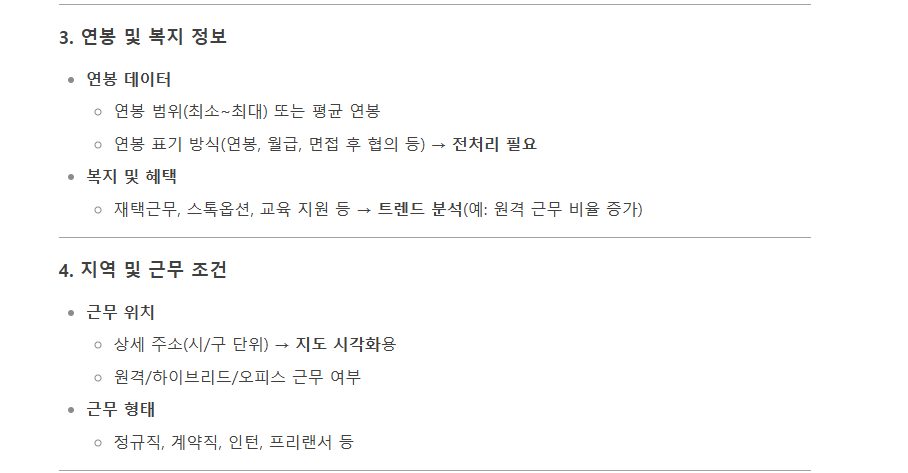 3. 연봉 및 복지 정보
연봉 데이터
연봉 범위(최소~최대) 또는 평균 연봉
연봉 표기 방식(연봉, 월급, 면접 후 협의 등) → 전처리 필요
복지 및 혜택
재택근무, 스톡옵션, 교육 지원 등 → 트렌드 분석(예: 원격 근무 비율 증가)
4. 지역 및 근무 조건
근무 위치
상세 주소(시/구 단위) → 지도 시각화용
원격/하이브리드/오피스 근무 여부
근무 형태
정규직, 계약직, 인턴, 프리랜서 등